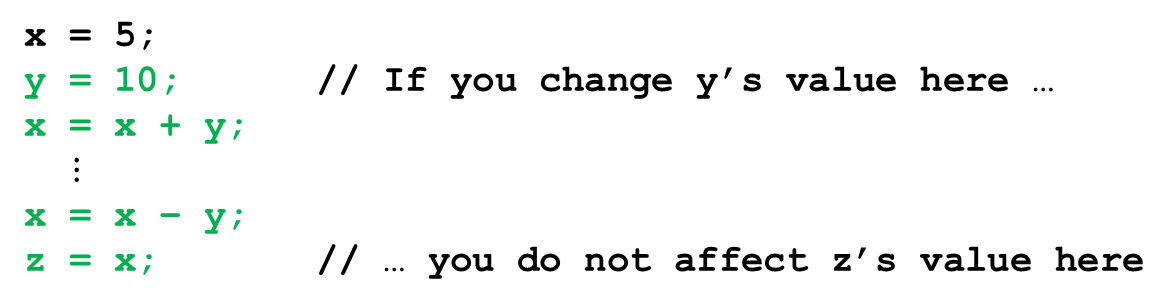 x = 5;
y = 10; // If you change y’s value here …
x = x + y;
⋮
x = x – y;
z = x; // … you do not affect z’s value here